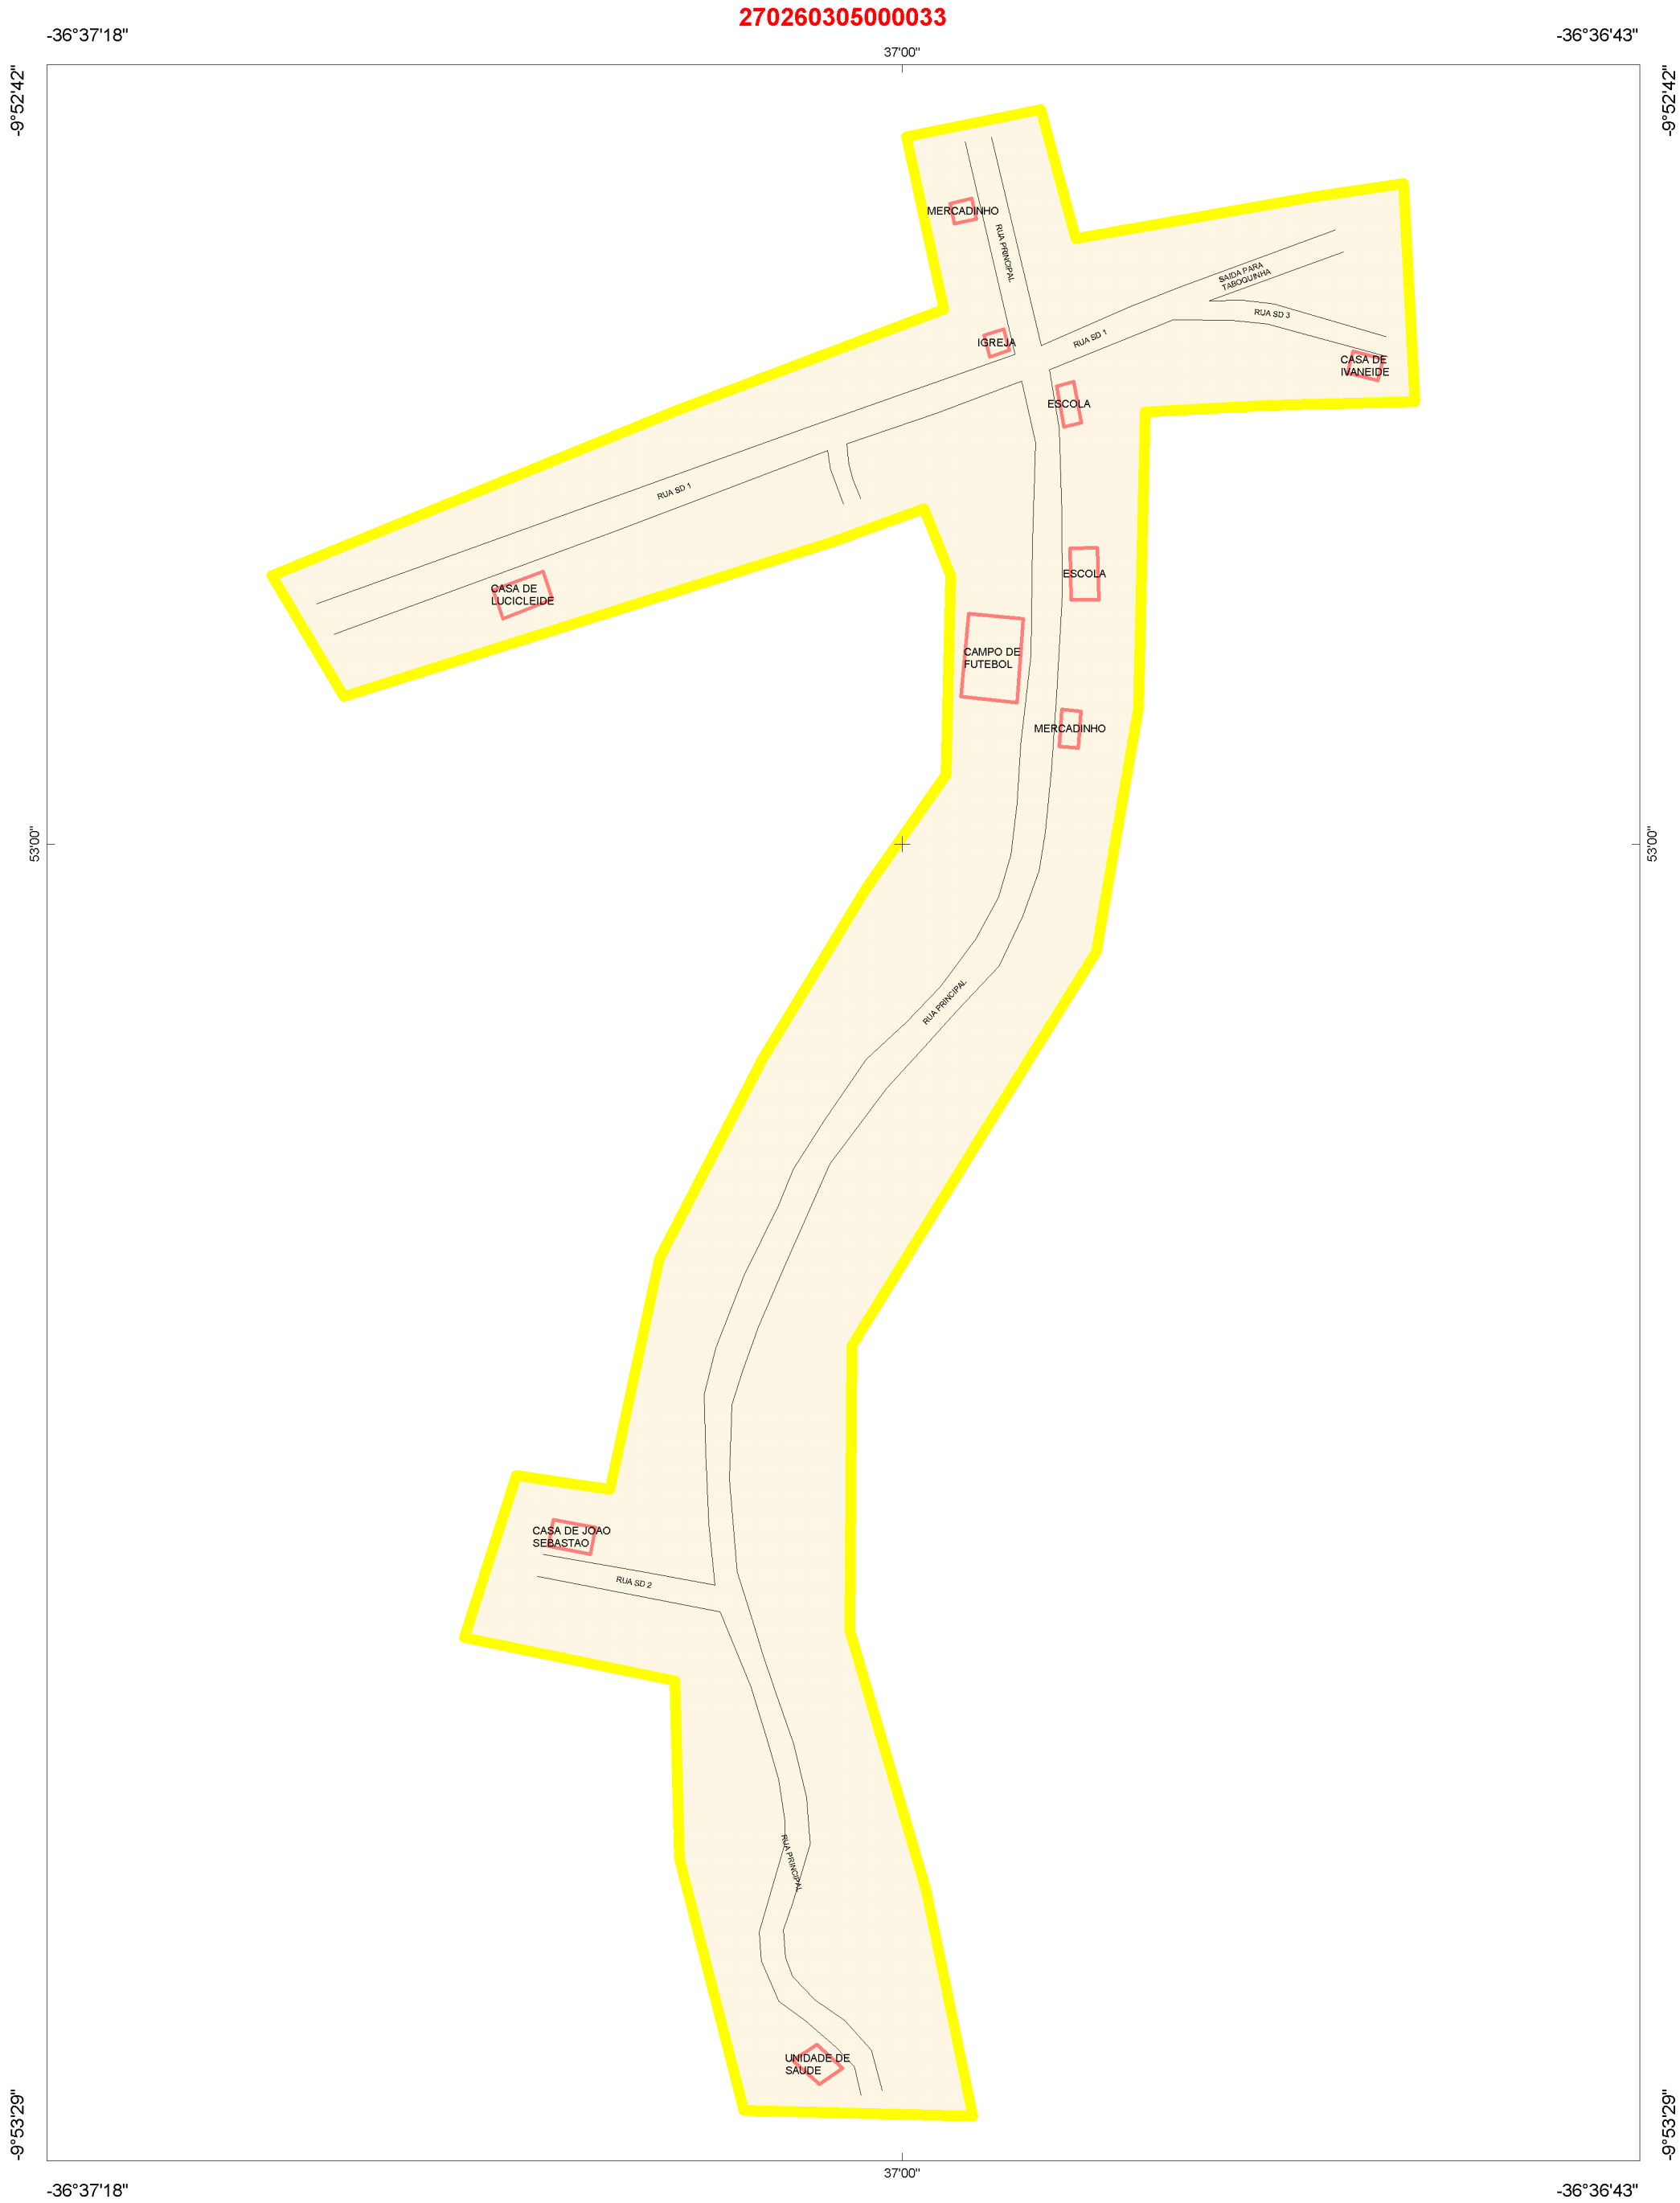 270260305000033
-36°37'18"
-36°36'43"
37'00"
-9°52'42"
-9°52'42"
MERCADINHO
RUA PRINCIPAL
SAIDA PARA
TABOQUINHA
RUA SD 3
RUA SD 1
IGREJA
CASA DE
IVANEIDE
ESCOLA
RUA SD 1
ESCOLA
CASA DE
LUCICLEIDE
CAMPO DE
FUTEBOL
MERCADINHO
53'00"
53'00"
RUA PRINCIPAL
CASA DE JOAO
SEBASTAO
RUA SD 2
RUA PRINCIPAL
UNIDADE DE
SAUDE
-9°53'29"
-9°53'29"
37'00"
-36°37'18"
-36°36'43"